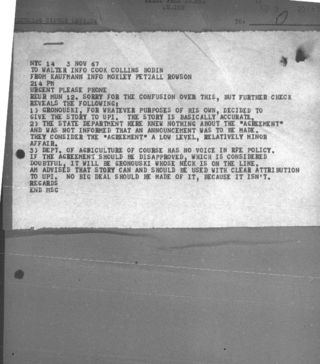 NYC 14 3 NOV 67
TO WALTER INFO COOK COLLINS BODIN
FROM KAUFMANN INFO MOXLEY PETZALL ROWSON
214 PM
URGENT PLEASE PHONE
REUR MUN 12. SORRY FOR THE CONFUSION OVER THIS, BUT FURTHER CHECK
REVEALS THE FOLLOWING:
1) GRONOUSKI, FOR WHATEVER PURPOSES OF HIS OWN, DECIDED TO
GIVE THE STORY TO UPI. THE STORY IS BASICALLY ACCURATE.
2) THE STATE DEPARTMENT HERE KNEW NOTHING ABOUT THE "AGREEMENT"
AND WAS NOT INFORMED THAT AN ANNOUNCEMENT WAS TO BE MADE.
THEY CONSIDER THE "AGREEMENT" A LOW LEVEL, RELATIVELY MINOR
AFFAIR.
3) DEPT. OF AGRICULTURE OF COURSE HAS NO VOICE IN RFE POLICY.
IF THE AGREEMENT SHOULD BE DISAPPROVED, WHICH IS CONSIDERED
DOUBTFUL, IT WILL BE GRONOUSKI WHOSE NECK IS ON THE LINE.
AM ADVISED THAT STORY CAN AND SHOULD BE USED WITH CLEAR ATTRIBUTION
TO UPI. NO BIG DEAL SHOULD BE MADE OF IT, BECAUSE IT ISN'T.
REGARDS
END MSG